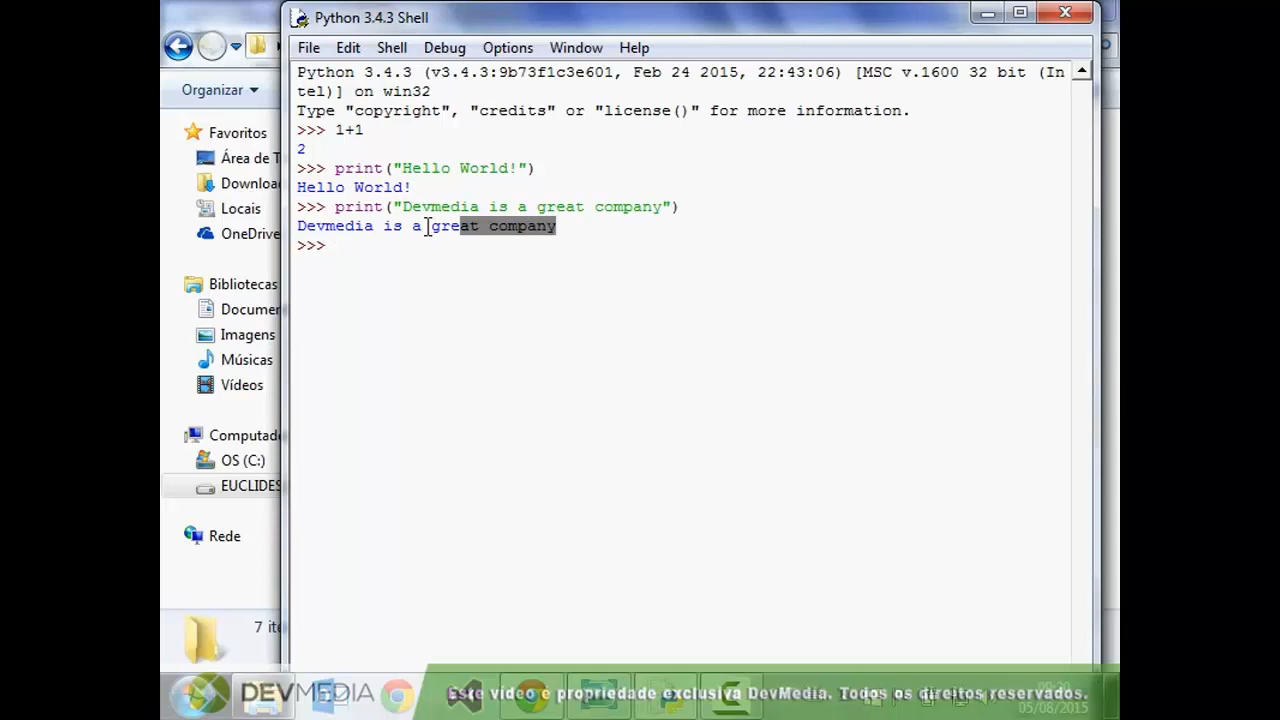 Python 3.4.3 Shell
File Edit Shell Debug Options Window Help
Python 3.4.3 (v3.4.3:9b73f1c3e601, Feb 24 2015, 22:43:06) [MSC v.1600 32 bit (In
tel)] on win32
Type "copyright", "credits" or "license()" for more information.
>>> 1+1
2
>>> print("Hello World!")
Hello World!
>>> print("Devmedia is a great company")
Devmedia is a great company
>>>
Organizar
Favoritos
Área de T
Downloa
Locais
OneDrive
Bibliotecas
Documen
Imagens
Músicas
Vídeos
Computado
OS (C:)
EUCLIDES
Rede
7 ite
DEVMEDIA
Este vídeo é propriedade exclusiva DevMedia. Todos os direitos reservados.
05/08/2015